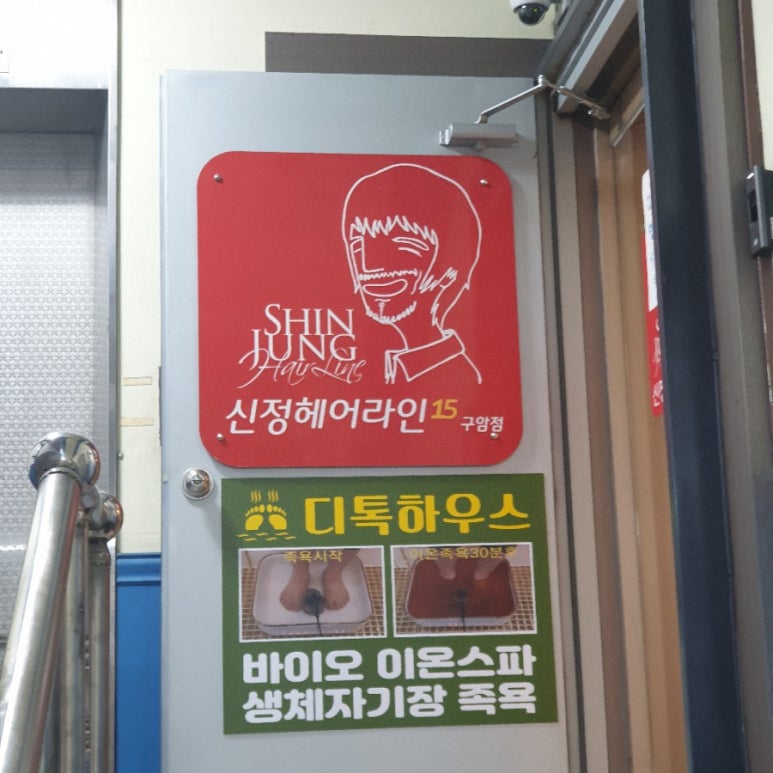 SHIN
JUNG
Hair Line
신정헤어라인15 구암점
디톡하우스
족욕시작
이온족욕30분후
바이오 이온스파
생체자기장 족욕